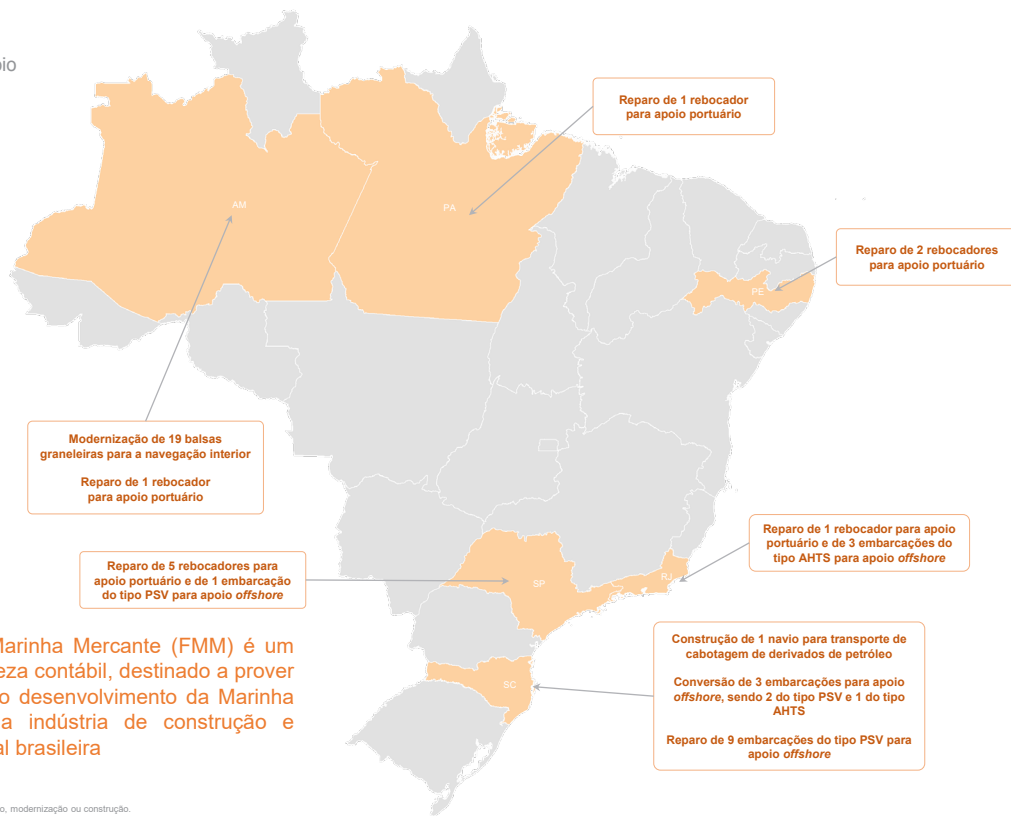 Reparo de 1 rebocador
para apoio portuário
AM
PA
Reparo de 2 rebocadores
para apoio portuário
PE
Modernização de 19 balsas
graneleiras para a navegação interior
Reparo de 1 rebocador
para apoio portuário
Reparo de 1 rebocador para apoio
portuário e de 3 embarcações do
tipo AHTS para apoio offshore
Reparo de 5 rebocadores para
apoio portuário e de 1 embarcação
do tipo PSV para apoio offshore
SP
RJ
Marinha Mercante (FMM) é um
eza contábil, destinado a prover
o desenvolvimento da Marinha
a indústria de construção e
al brasileira
Construção de 1 navio para transporte de
cabotagem de derivados de petróleo
Conversão de 3 embarcações para apoio
offshore, sendo 2 do tipo PSV e 1 do tipo
AHTS
Reparo de 9 embarcações do tipo PSV para
apoio offshore
SC
o, modernização ou construção.